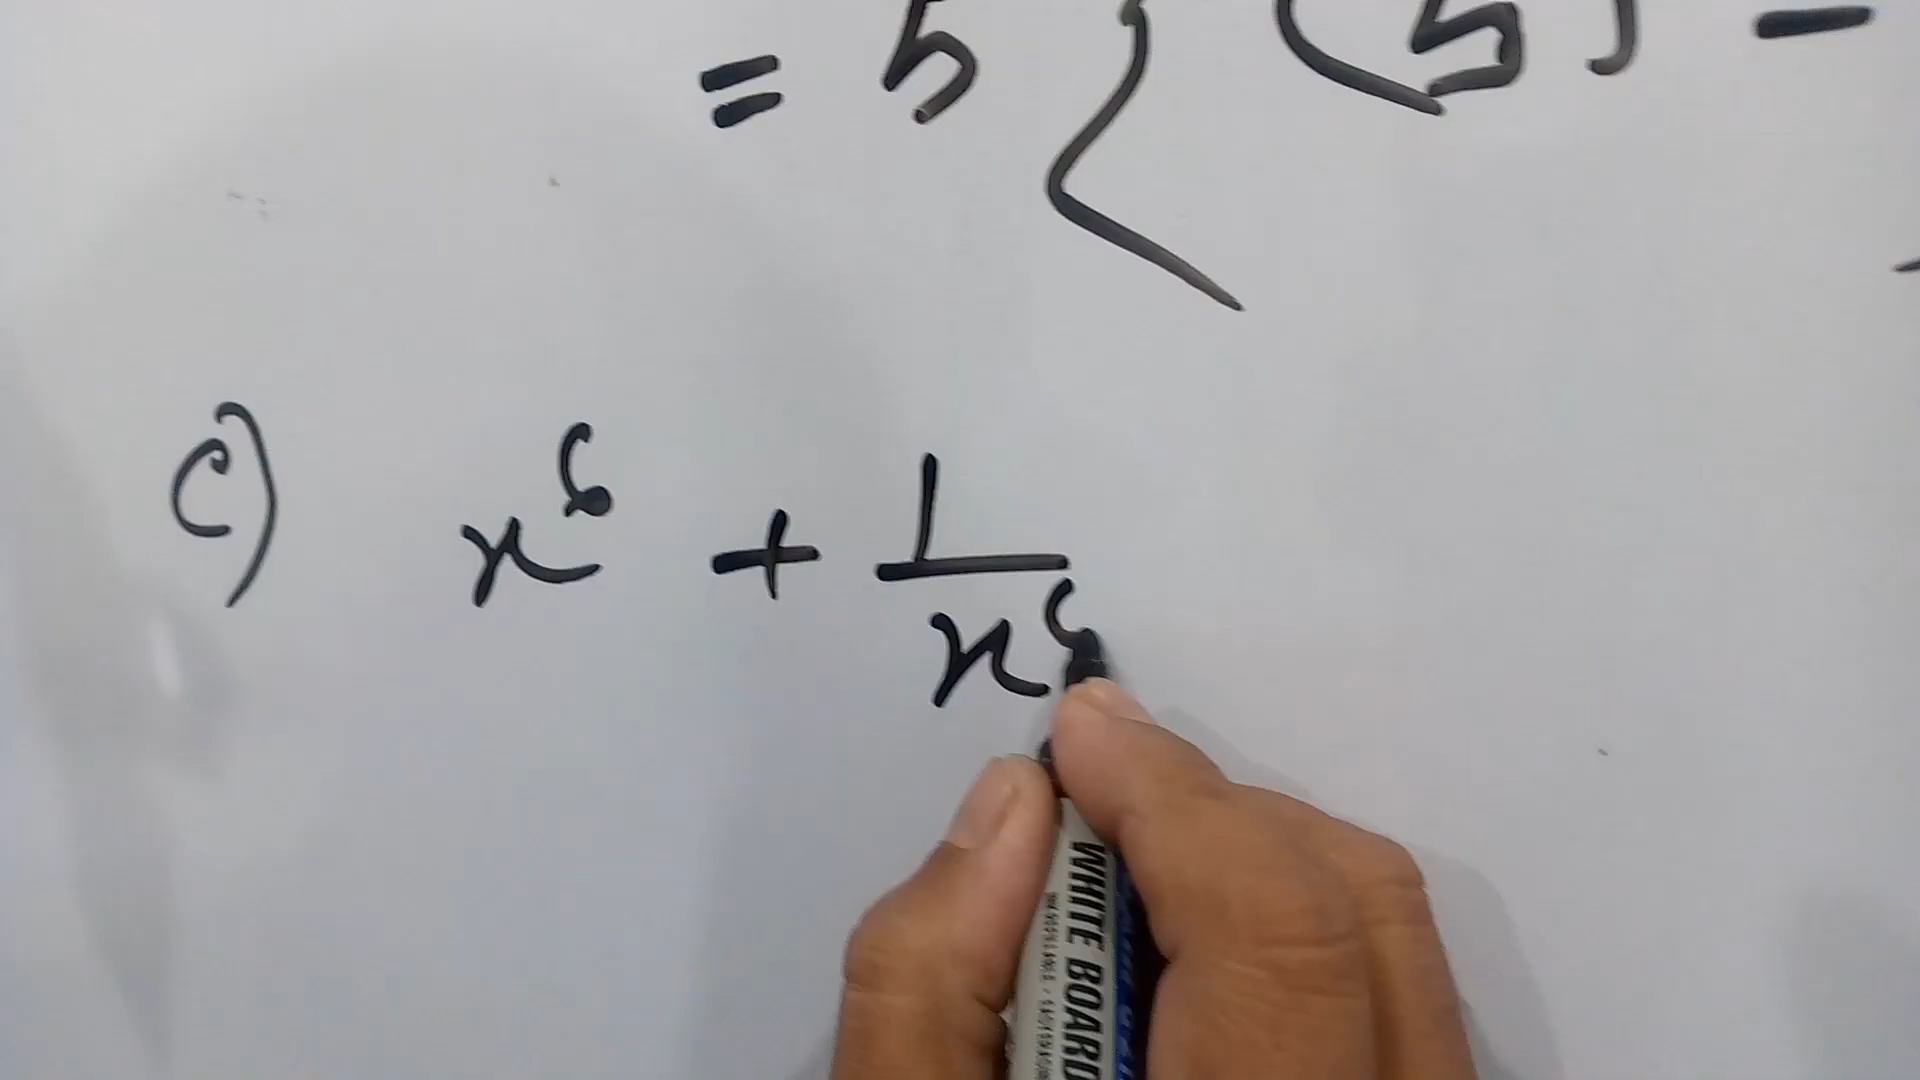 = 5 { (5) -
c) x⁶ + 1/x⁶
WHITE BOARD